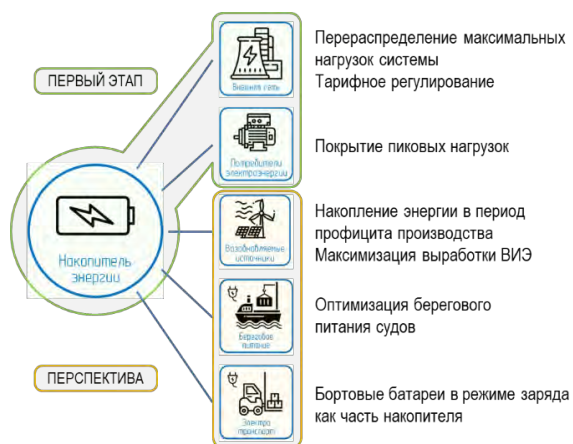 ПЕРВЫЙ ЭТАП
Внешняя сеть
Перераспределение максимальных
нагрузок системы
Тарифное регулирование
Потребители
электроэнергии
Покрытие пиковых нагрузок
Накопитель
энергии
Возобновляемые
источники
Накопление энергии в период
профицита производства
Максимизация выработки ВИЭ
Береговое
питание
Оптимизация берегового
питания судов
ПЕРСПЕКТИВА
Электро
транспорт
Бортовые батареи в режиме заряда
как часть накопителя